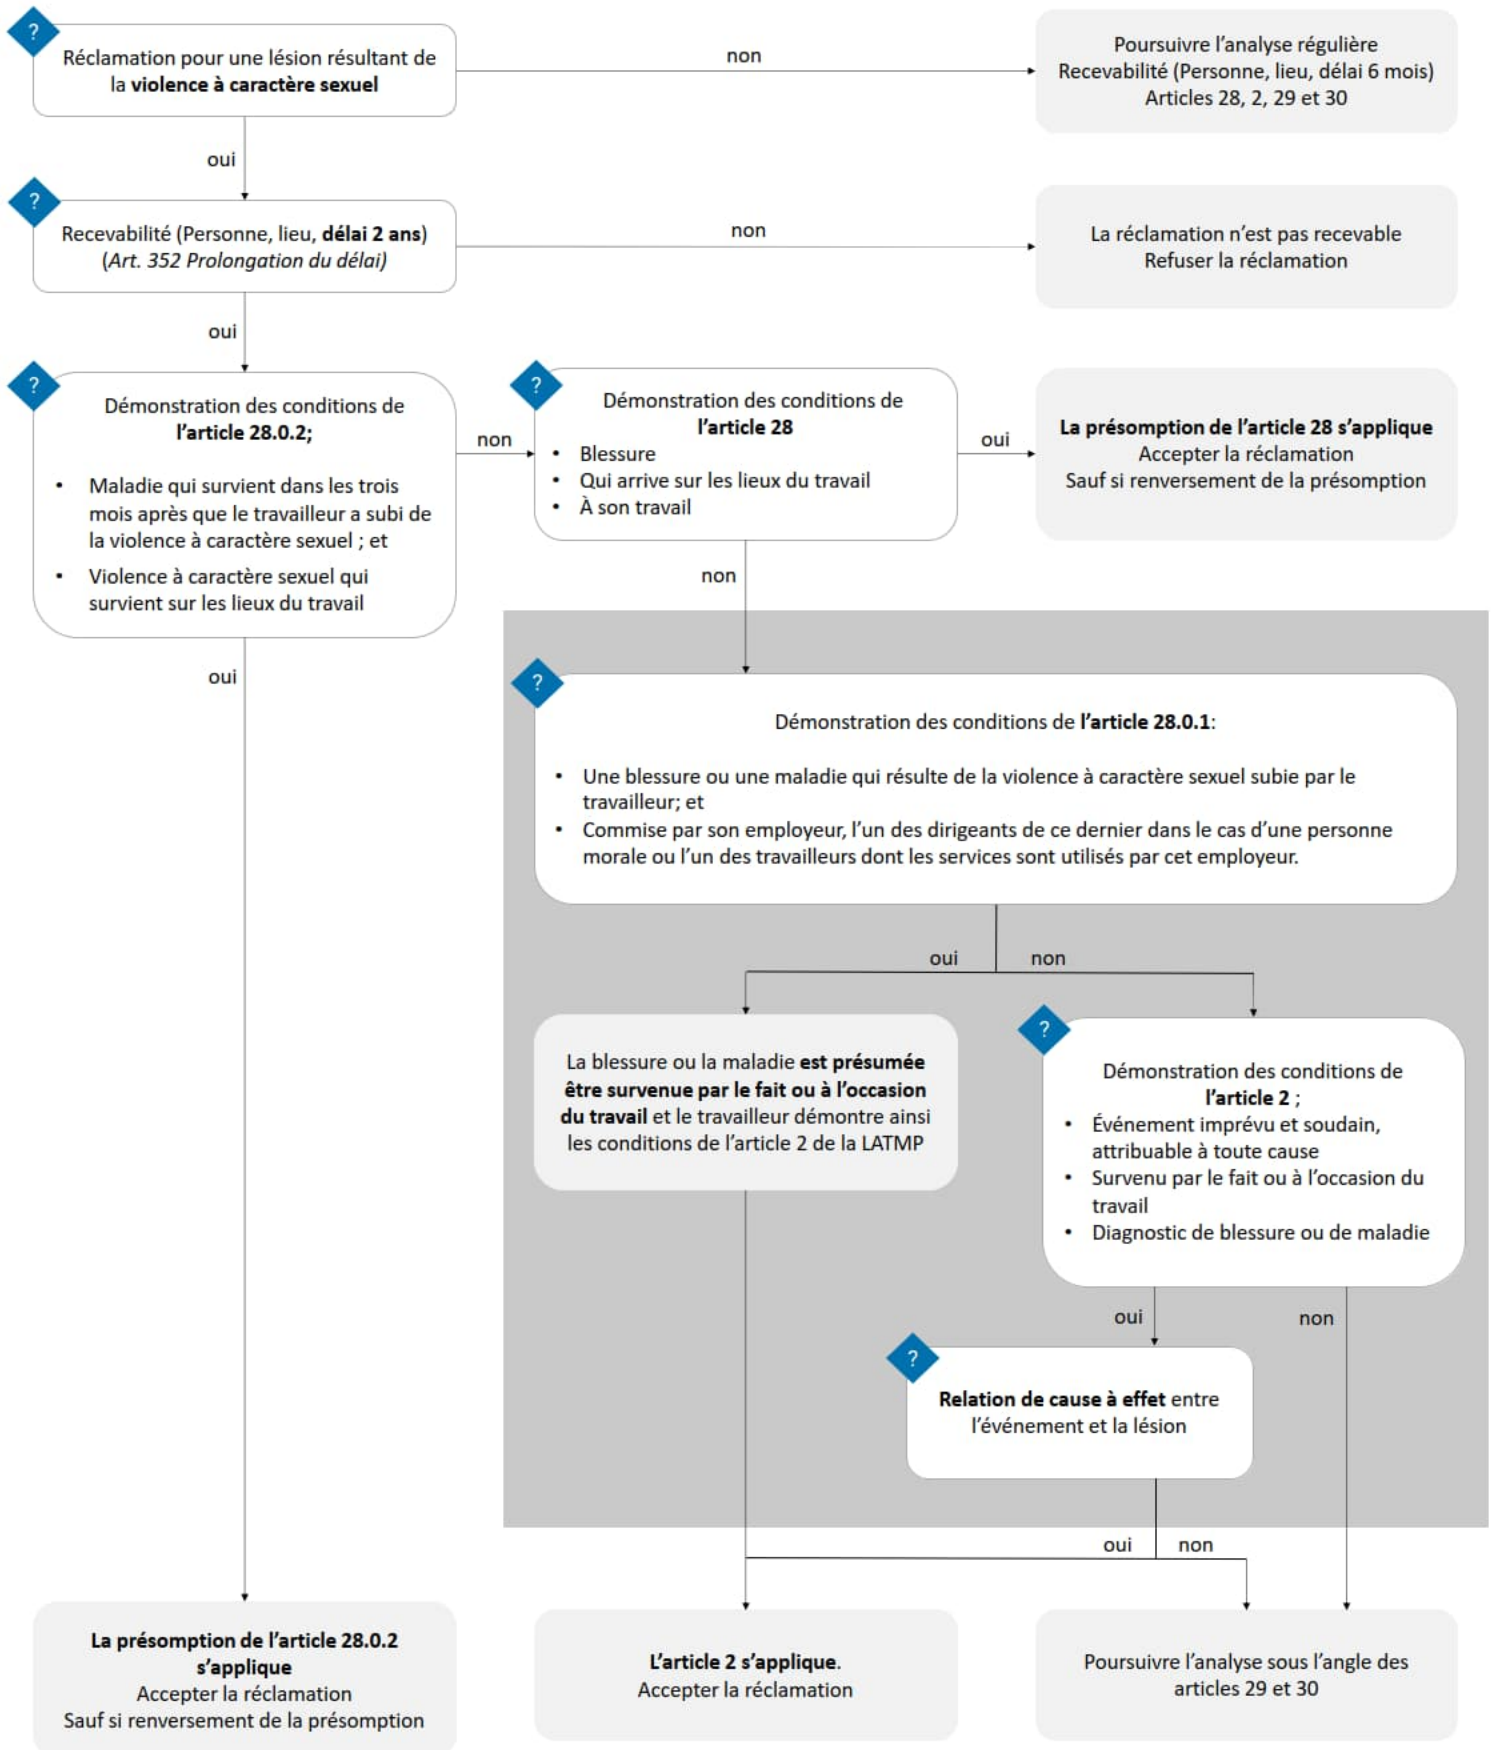 ?
Réclamation pour une lésion résultant de
la violence à caractère sexuel
non
Poursuivre l'analyse régulière
Recevabilité (Personne, lieu, délai 6 mois)
Articles 28, 2, 29 et 30
oui
?
Recevabilité (Personne, lieu, délai 2 ans)
(Art. 352 Prolongation du délai)
non
La réclamation n'est pas recevable
Refuser la réclamation
oui
?
Démonstration des conditions de
l'article 28.0.2;
• Maladie qui survient dans les trois
mois après que le travailleur a subi de
la violence à caractère sexuel ; et
• Violence à caractère sexuel qui
survient sur les lieux du travail
non
?
Démonstration des conditions de
l'article 28
• Blessure
• Qui arrive sur les lieux du travail
• À son travail
oui
La présomption de l'article 28 s'applique
Accepter la réclamation
Sauf si renversement de la présomption
non
oui
?
Démonstration des conditions de l'article 28.0.1:
• Une blessure ou une maladie qui résulte de la violence à caractère sexuel subie par le
travailleur; et
• Commise par son employeur, l'un des dirigeants de ce dernier dans le cas d'une personne
morale ou l'un des travailleurs dont les services sont utilisés par cet employeur.
oui
non
La blessure ou la maladie est présumée
être survenue par le fait ou à l'occasion
du travail et le travailleur démontre ainsi
les conditions de l'article 2 de la LATMP
?
Démonstration des conditions de
l'article 2 ;
• Événement imprévu et soudain,
attribuable à toute cause
• Survenu par le fait ou à l'occasion du
travail
• Diagnostic de blessure ou de maladie
oui
non
?
Relation de cause à effet entre
l'événement et la lésion
oui
non
La présomption de l'article 28.0.2
s'applique
Accepter la réclamation
Sauf si renversement de la présomption
L'article 2 s'applique.
Accepter la réclamation
Poursuivre l'analyse sous l'angle des
articles 29 et 30